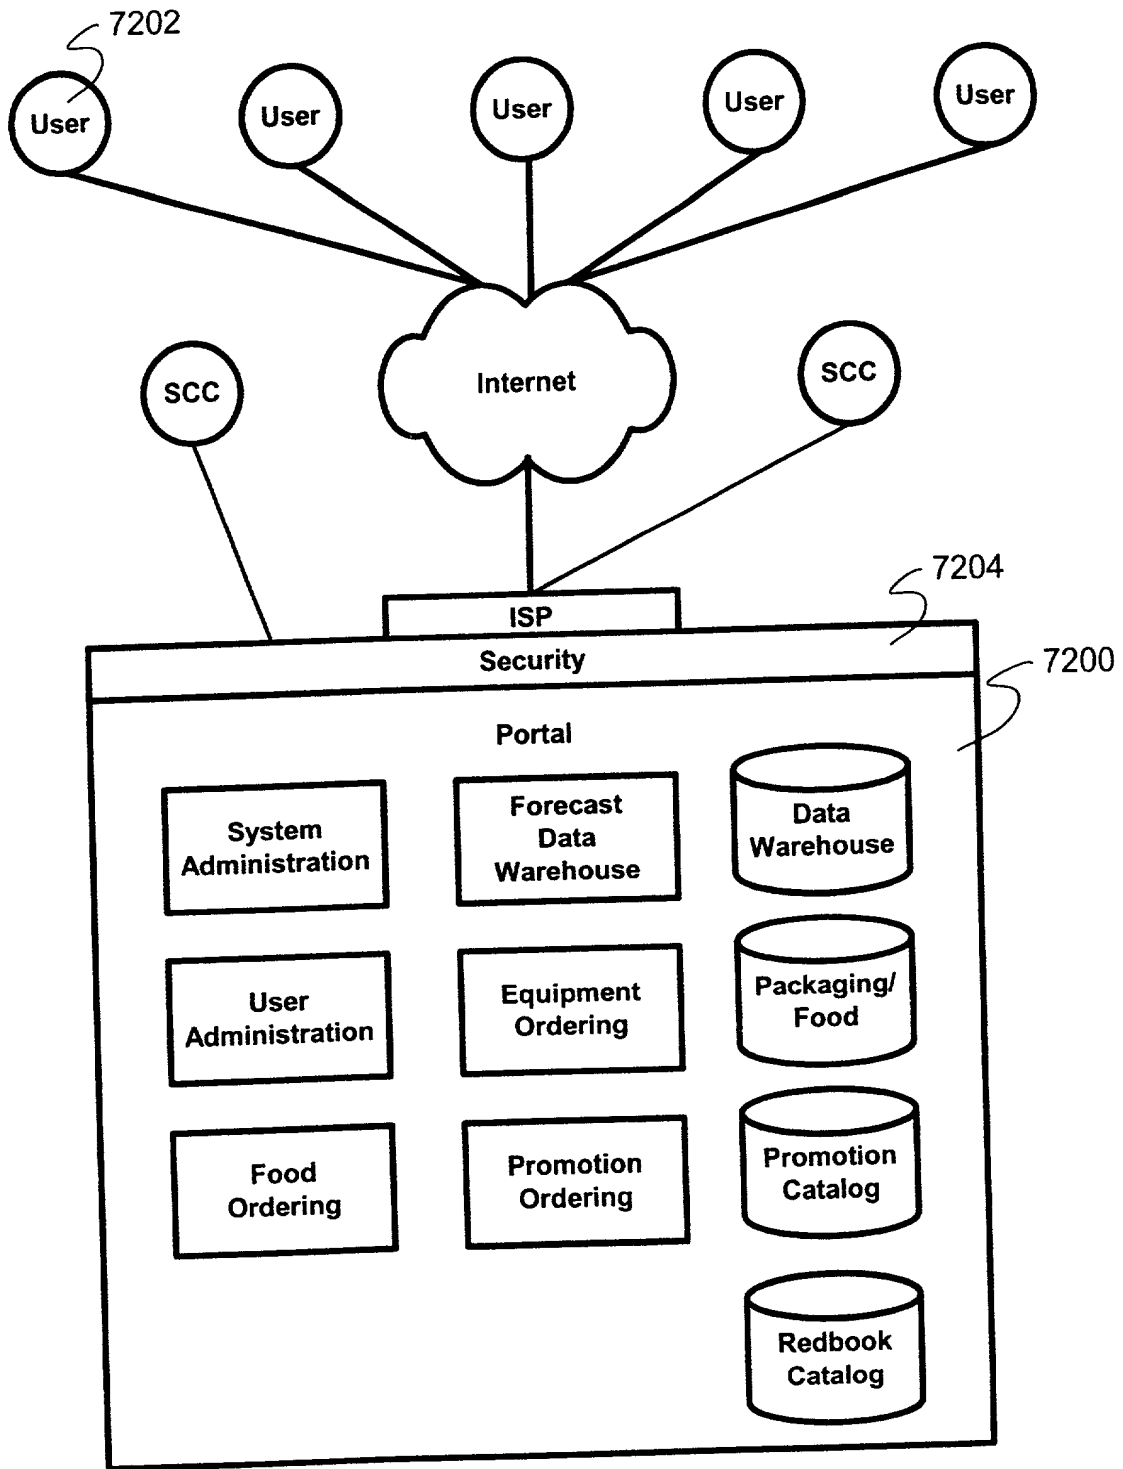 7202
User
User
User
User
User
Internet
SCC
SCC
ISP
7204
Security
7200
Portal
System
Administration
Forecast
Data
Warehouse
Data
Warehouse
User
Administration
Equipment
Ordering
Packaging/
Food
Food
Ordering
Promotion
Ordering
Promotion
Catalog
Redbook
Catalog